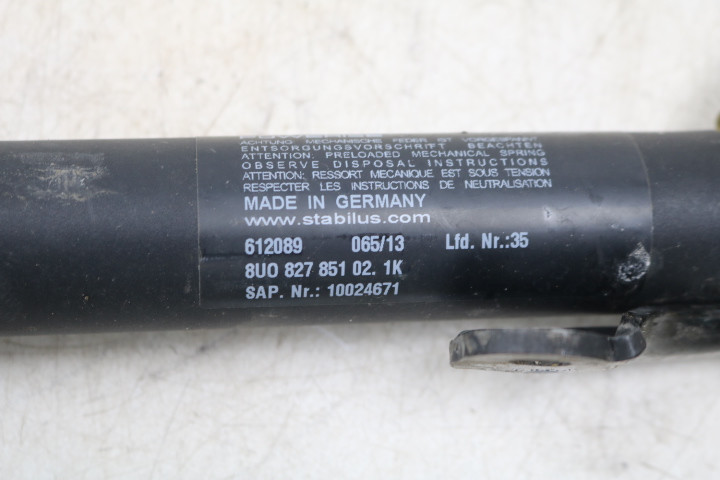 ACHTUNG MECHANISCHE FEDER IST VORGESPANNT
ENTSORGUNGSVORSCHRIFT BEACHTEN
ATTENTION. PRELOADED MECHANICAL SPRING
OBSERVE DISPOSAL INSTRUCTIONS
ATTENTION: RESSORT MECANIQUE EST SOUS TENSION
RESPECTER LES INSTRUCTIONS DE NEUTRALISATION
MADE IN GERMANY
www.stabilus.com
612089 065/13 Lfd. Nr.:35
8U0 827 851 02. 1K
SAP. Nr.: 10024671